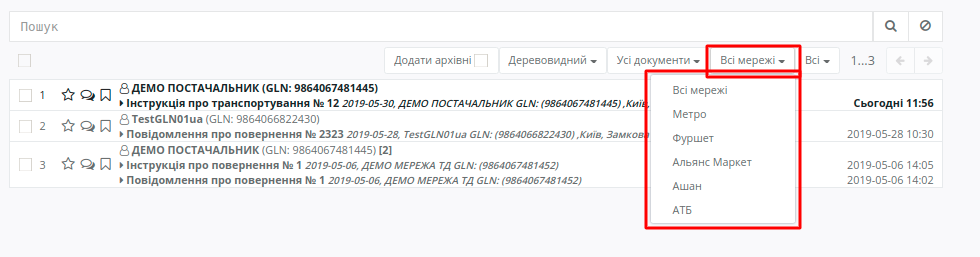 Пошук
Додати архівні Деревовидний Усі документи Всі мережі Всі 1...3
1 ДЕМО ПОСТАЧАЛЬНИК (GLN: 9864067481445)
Інструкція про транспортування № 12 2019-05-30, ДЕМО ПОСТАЧАЛЬНИК GLN: (9864067481445) ,Київ, Сьогодні 11:56
2 TestGLN01ua (GLN: 9864066822430)
Повідомлення про повернення № 2323 2019-05-28, TestGLN01ua GLN: (9864066822430) ,Київ, Замкова 2019-05-28 10:30
3 ДЕМО ПОСТАЧАЛЬНИК (GLN: 9864067481445) [2]
Інструкція про повернення № 1 2019-05-06, ДЕМО МЕРЕЖА ТД GLN: (9864067481452) 2019-05-06 14:05
Повідомлення про повернення № 1 2019-05-06, ДЕМО МЕРЕЖА ТД GLN: (9864067481452) 2019-05-06 14:02
Всі мережі
Метро
Фуршет
Альянс Маркет
Ашан
АТБ